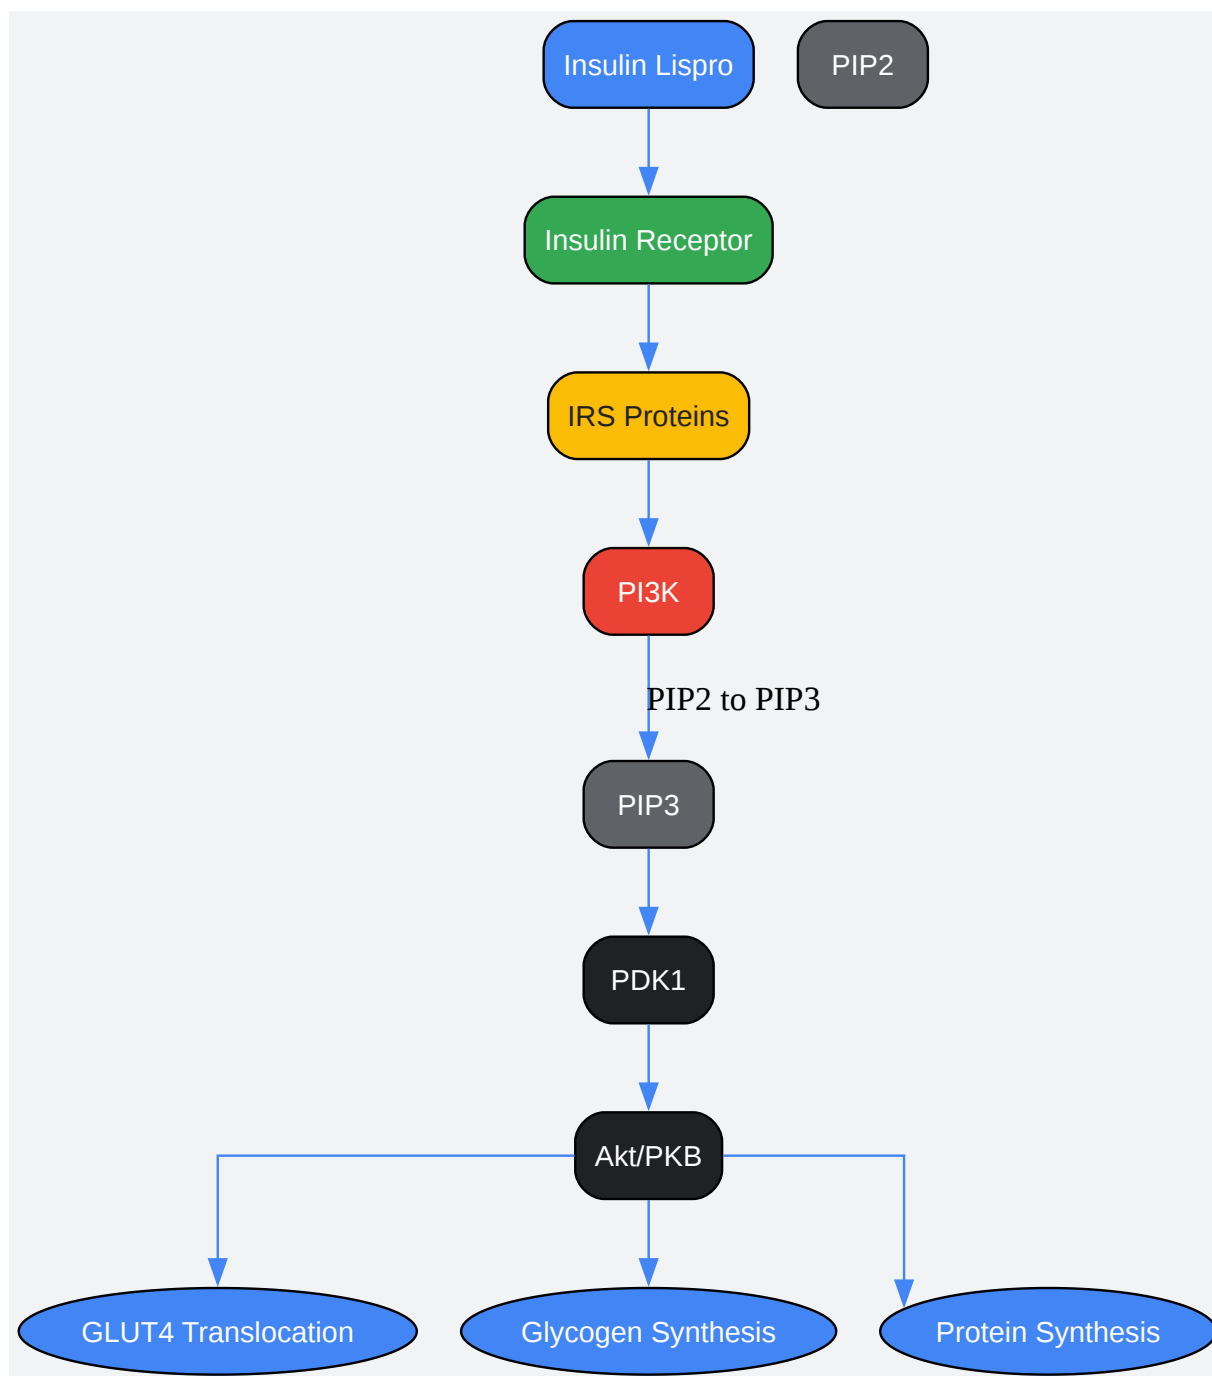 Insulin Lispro
PIP2
Insulin Receptor
IRS Proteins
PI3K
PIP2 to PIP3
PIP3
PDK1
Akt/PKB
GLUT4 Translocation
Glycogen Synthesis
Protein Synthesis